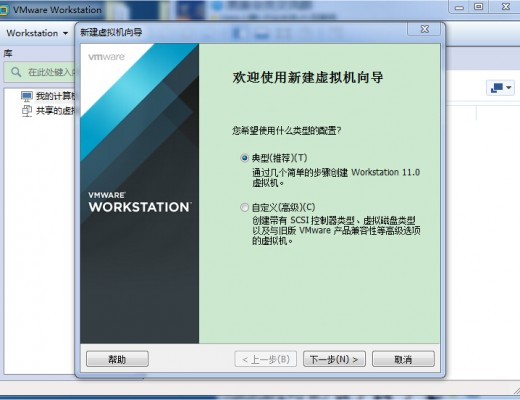 VMware Workstation
Workstation
库
在此处键入
我的计算机
共享的虚拟
新建虚拟机向导
vmware
VMWARE
WORKSTATION
欢迎使用新建虚拟机向导
您希望使用什么类型的配置?
典型(推荐)(T)
通过几个简单的步骤创建 Workstation 11.0
虚拟机。
自定义(高级)(C)
创建带有 SCSI 控制器类型、虚拟磁盘类型
以及与旧版 VMware 产品兼容性等高级选项
的虚拟机。
帮助
< 上一步(B)
下一步(N) >
取消